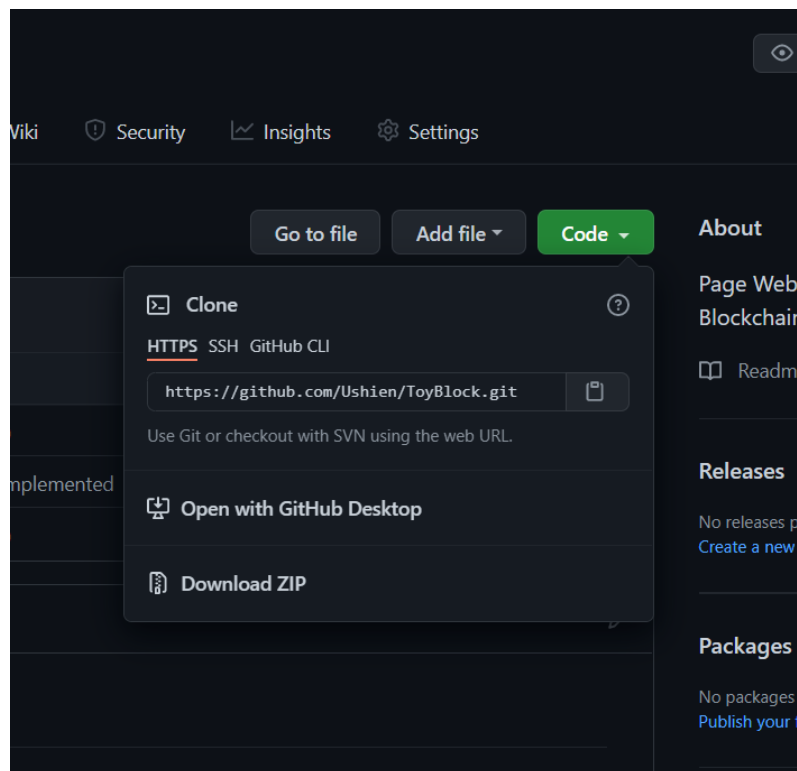 Wiki Security Insights Settings
Go to file Add file Code
About
Page Web
Blockchain
Readm
Clone
HTTPS SSH GitHub CLI
https://github.com/Ushien/ToyBlock.git
Use Git or checkout with SVN using the web URL.
mplemented
Open with GitHub Desktop
Download ZIP
Releases
No releases p
Create a new
Packages
No packages
Publish your f